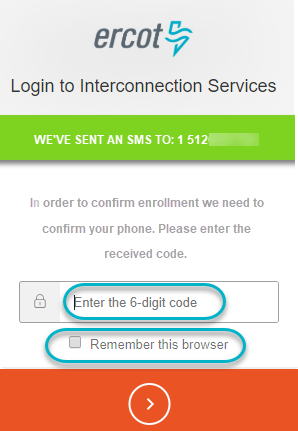 ercot
Login to Interconnection Services
WE'VE SENT AN SMS TO: 1 512
In order to confirm enrollment we need to
confirm your phone. Please enter the
received code.
Enter the 6-digit code
Remember this browser